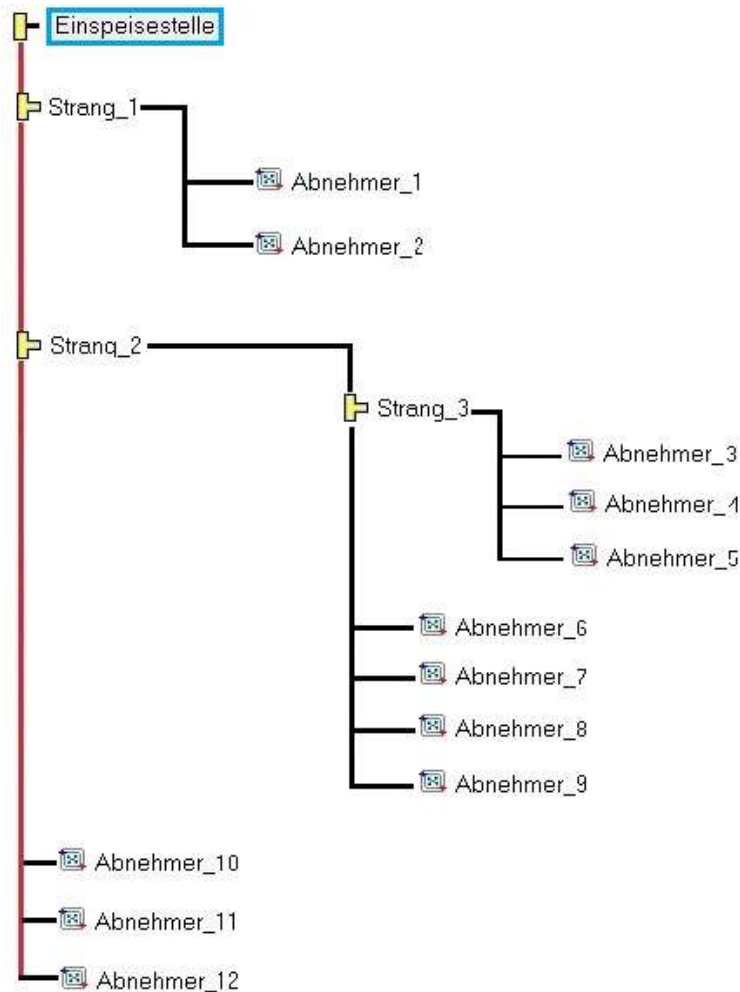 Einspeisestelle
Strang_1
Abnehmer_1
Abnehmer_2
Strang_2
Strang_3
Abnehmer_3
Abnehmer_4
Abnehmer_5
Abnehmer_6
Abnehmer_7
Abnehmer_8
Abnehmer_9
Abnehmer_10
Abnehmer_11
Abnehmer_12